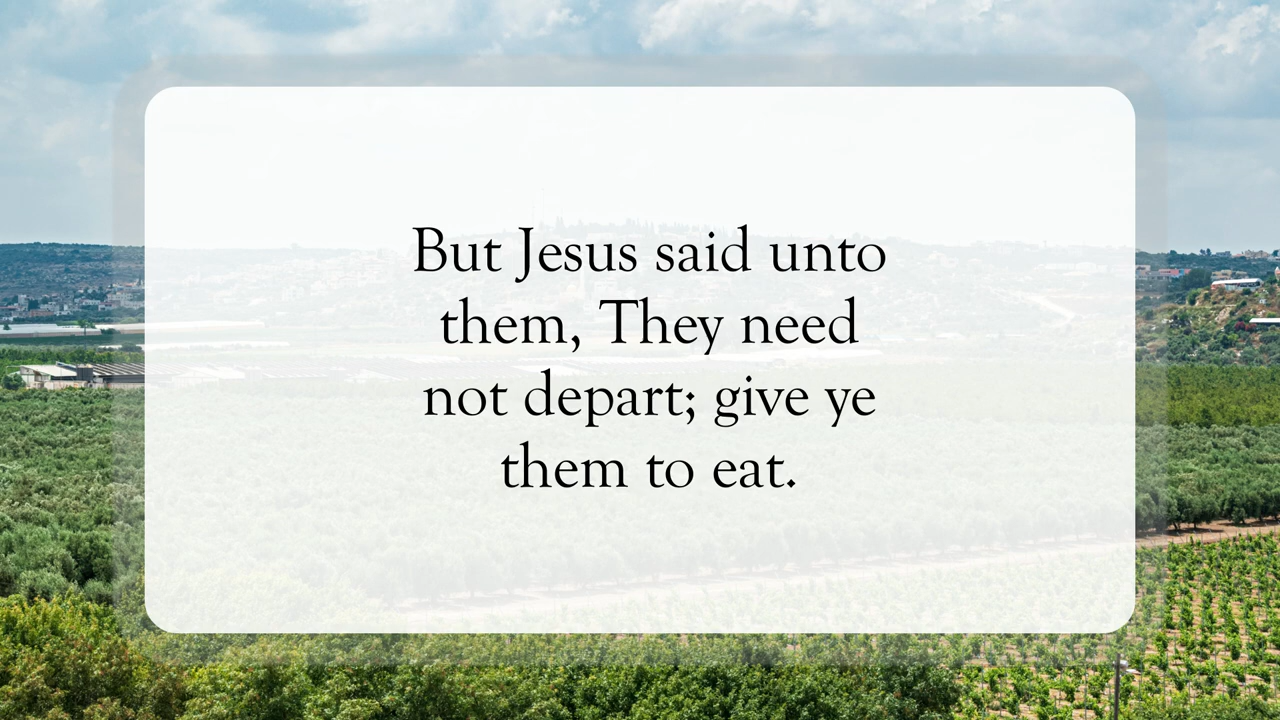 But Jesus said unto
them, They need
not depart; give ye
them to eat.